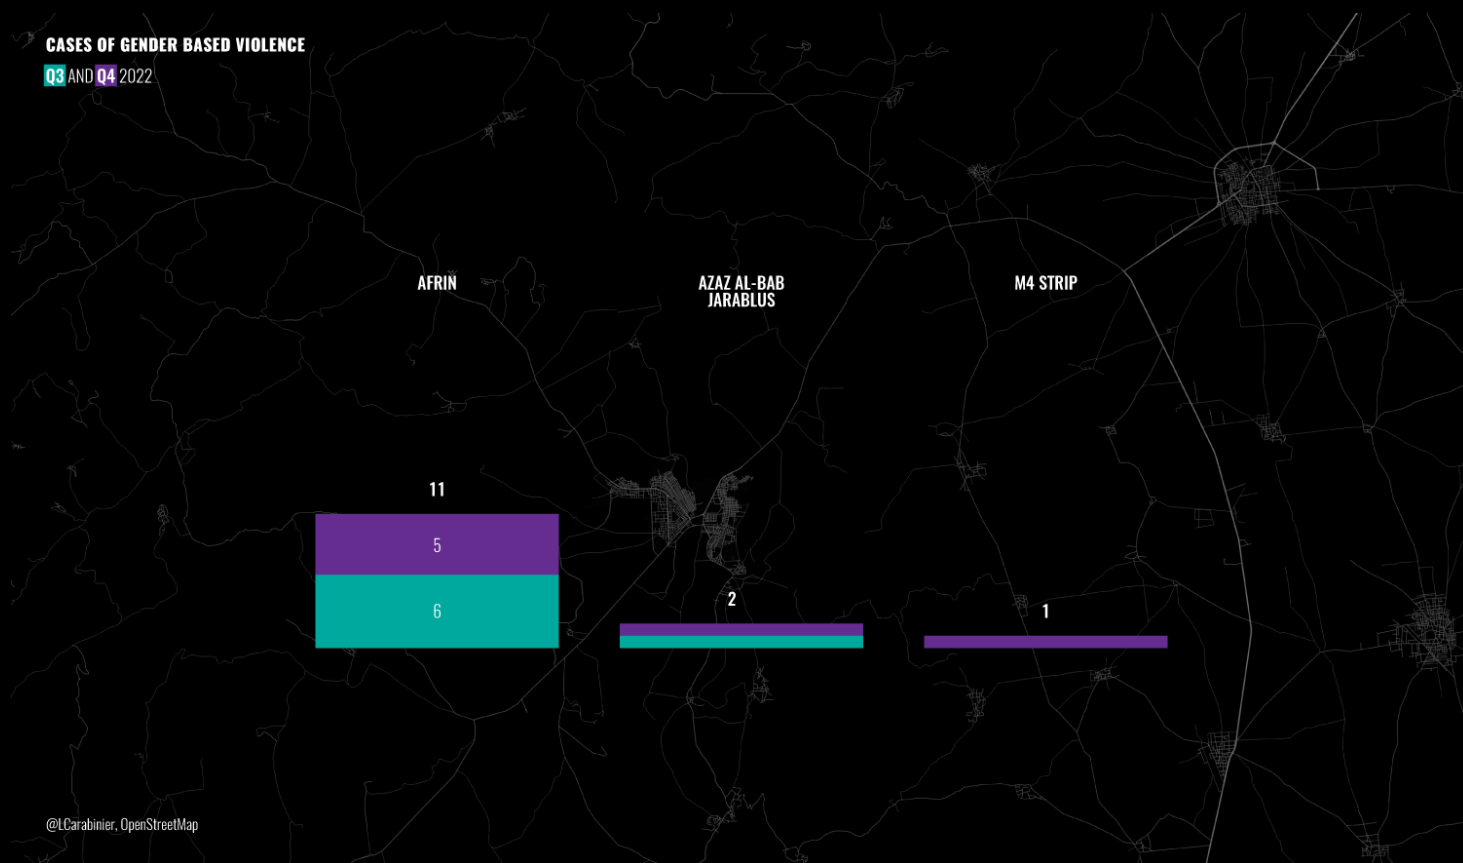 CASES OF GENDER BASED VIOLENCE
Q3 AND Q4 2022
AFRIN
AZAZ AL-BAB
JARABLUS
M4 STRIP
11
5
6
2
1
@LCarabinier, OpenStreetMap